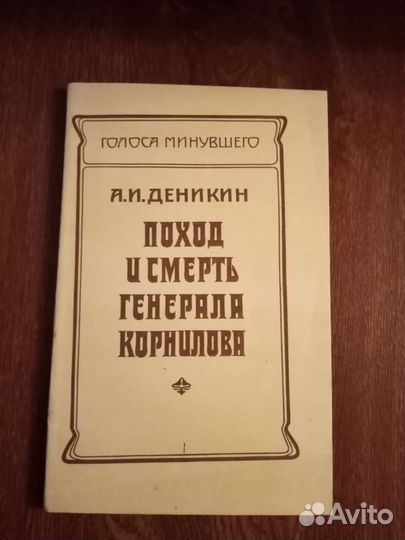 ГОЛОСА МИНУВШЕГО
А.И.ДЕНИКИН
ПОХОД
И СМЕРТЬ
ГЕНЕРАЛА
КОРНИЛОВА
Avito